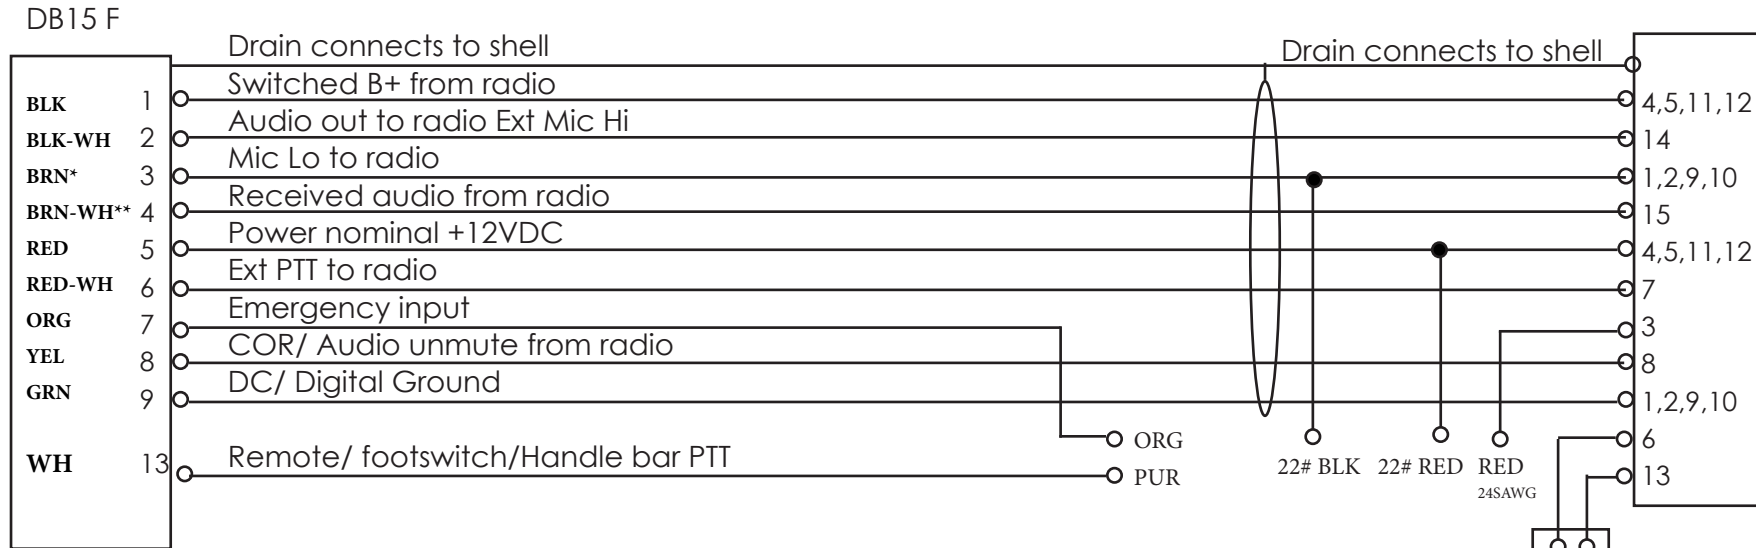 DB15 F
Drain connects to shell
Drain connects to shell
BLK 1 Switched B+ from radio 4,5,11,12
BLK-WH 2 Audio out to radio Ext Mic Hi 14
BRN* 3 Mic Lo to radio 1,2,9,10
BRN-WH** 4 Received audio from radio 15
RED 5 Power nominal +12VDC 4,5,11,12
RED-WH 6 Ext PTT to radio 7
ORG 7 Emergency input 3
YEL 8 COR/ Audio unmute from radio 8
GRN 9 DC/ Digital Ground 1,2,9,10
ORG 6
WH 13 Remote/ footswitch/Handle bar PTT PUR 22# BLK 22# RED RED 13
24SAWG